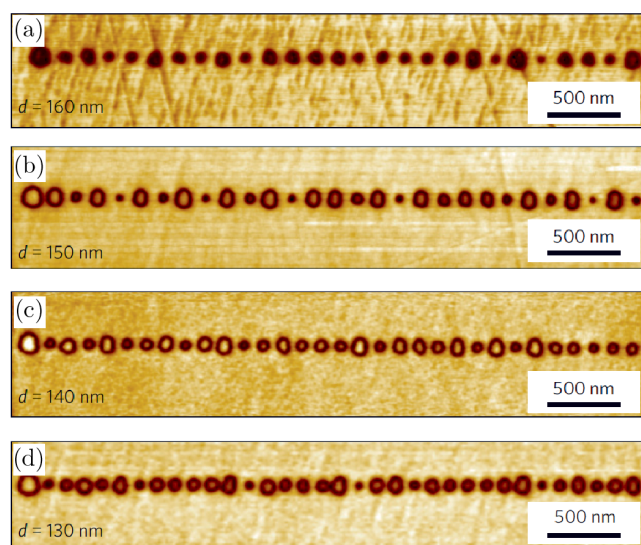 (a)
d = 160 nm
500 nm
(b)
d = 150 nm
500 nm
(c)
d = 140 nm
500 nm
(d)
d = 130 nm
500 nm